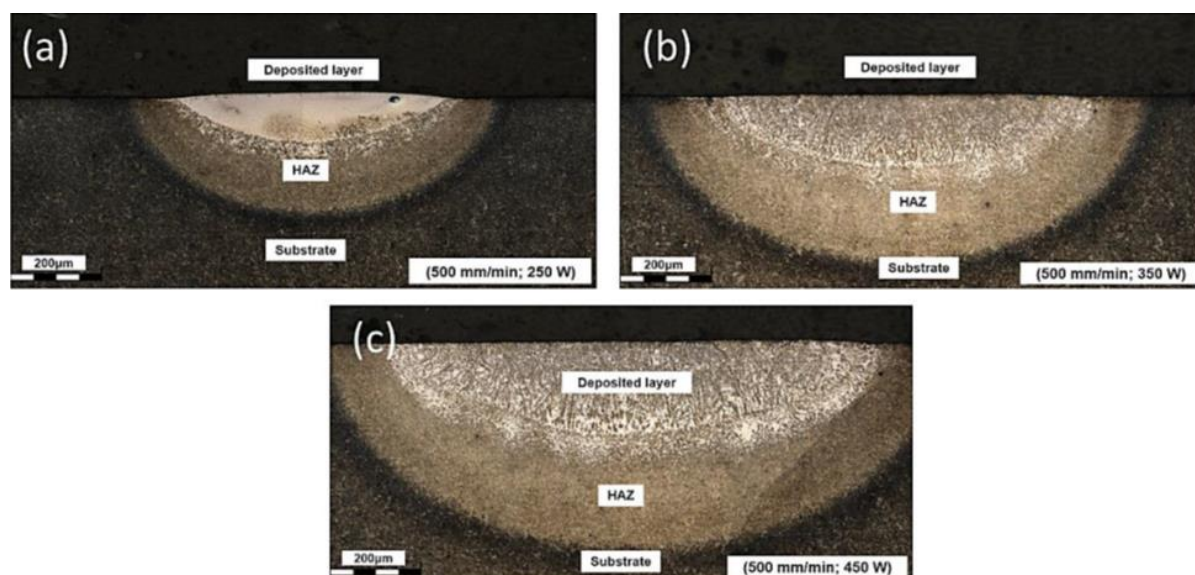 (a)
Deposited layer
HAZ
Substrate
200µm
(500 mm/min; 250 W)
(b)
Deposited layer
HAZ
200µm
Substrate
(500 mm/min; 350 W)
(c)
Deposited layer
HAZ
200µm
Substrate
(500 mm/min; 450 W)